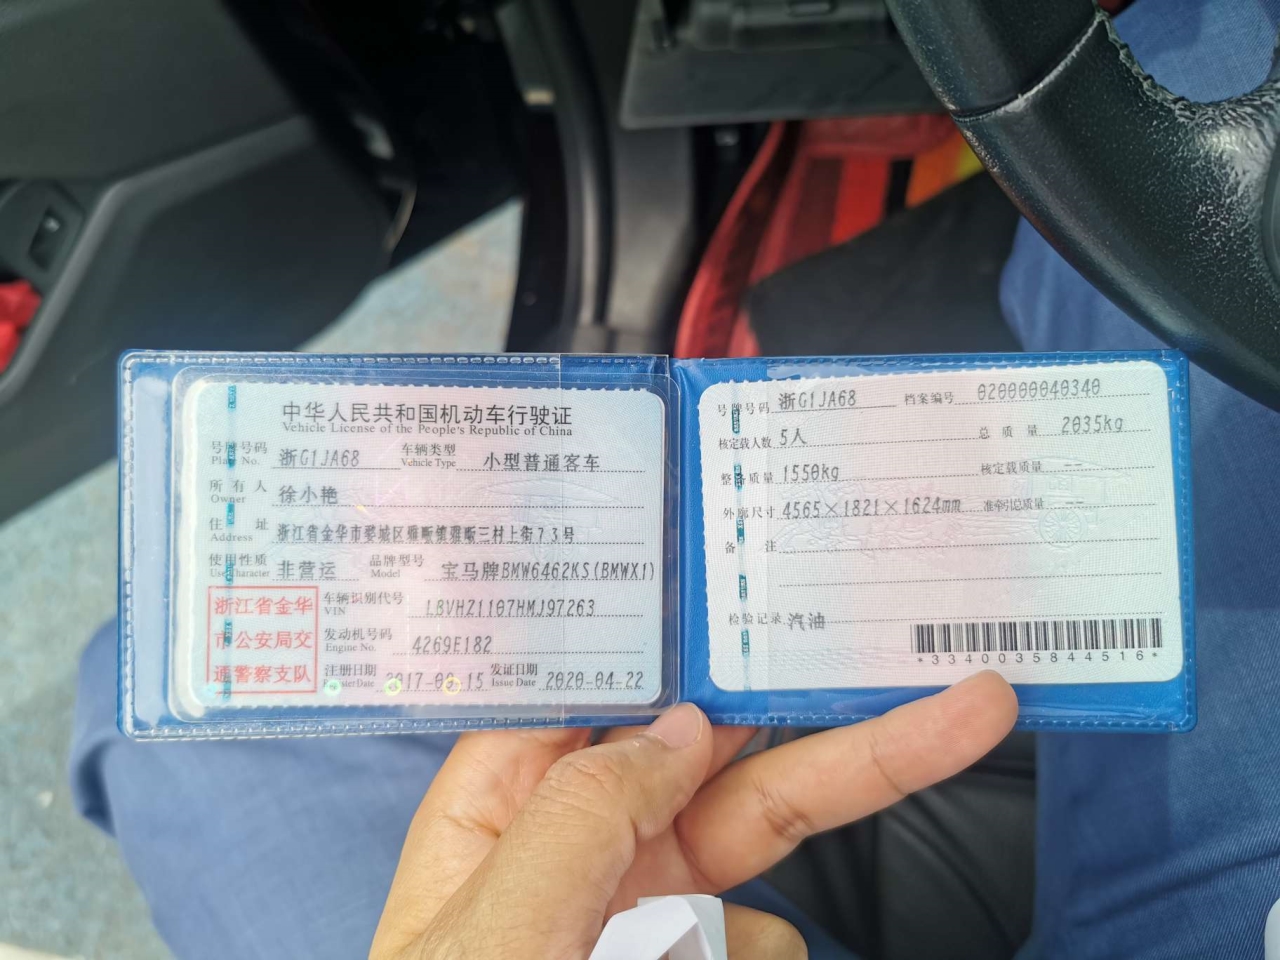 中华人民共和国机动车行驶证
Vehicle License of the People's Republic of China
号牌号码 浙G1JA68 车辆类型 小型普通客车
Plate No. Vehicle Type
所有人 徐小艳
Owner
住址 浙江省金华市婺城区雅畈镇雅畈三村上街73号
Address
使用性质 非营运 品牌型号 宝马牌BMW6462KS(BMWX1)
Use Character Model
浙江省金华
市公安局交
通警察支队
车辆识别代号 LBVHZ1107HMJ97263
VIN
发动机号码 4269E182
Engine No.
注册日期 2017-03-15 发证日期 2020-04-22
Register Date Issue Date
号牌号码 浙G1JA68 档案编号 020000040340
核定载人数 5人 总质量 2035kg
整备质量 1550kg 核定载质量 --
外廓尺寸 4565×1821×1624mm 准牵引总质量 --
备注
检验记录 汽油
*3340035844516*